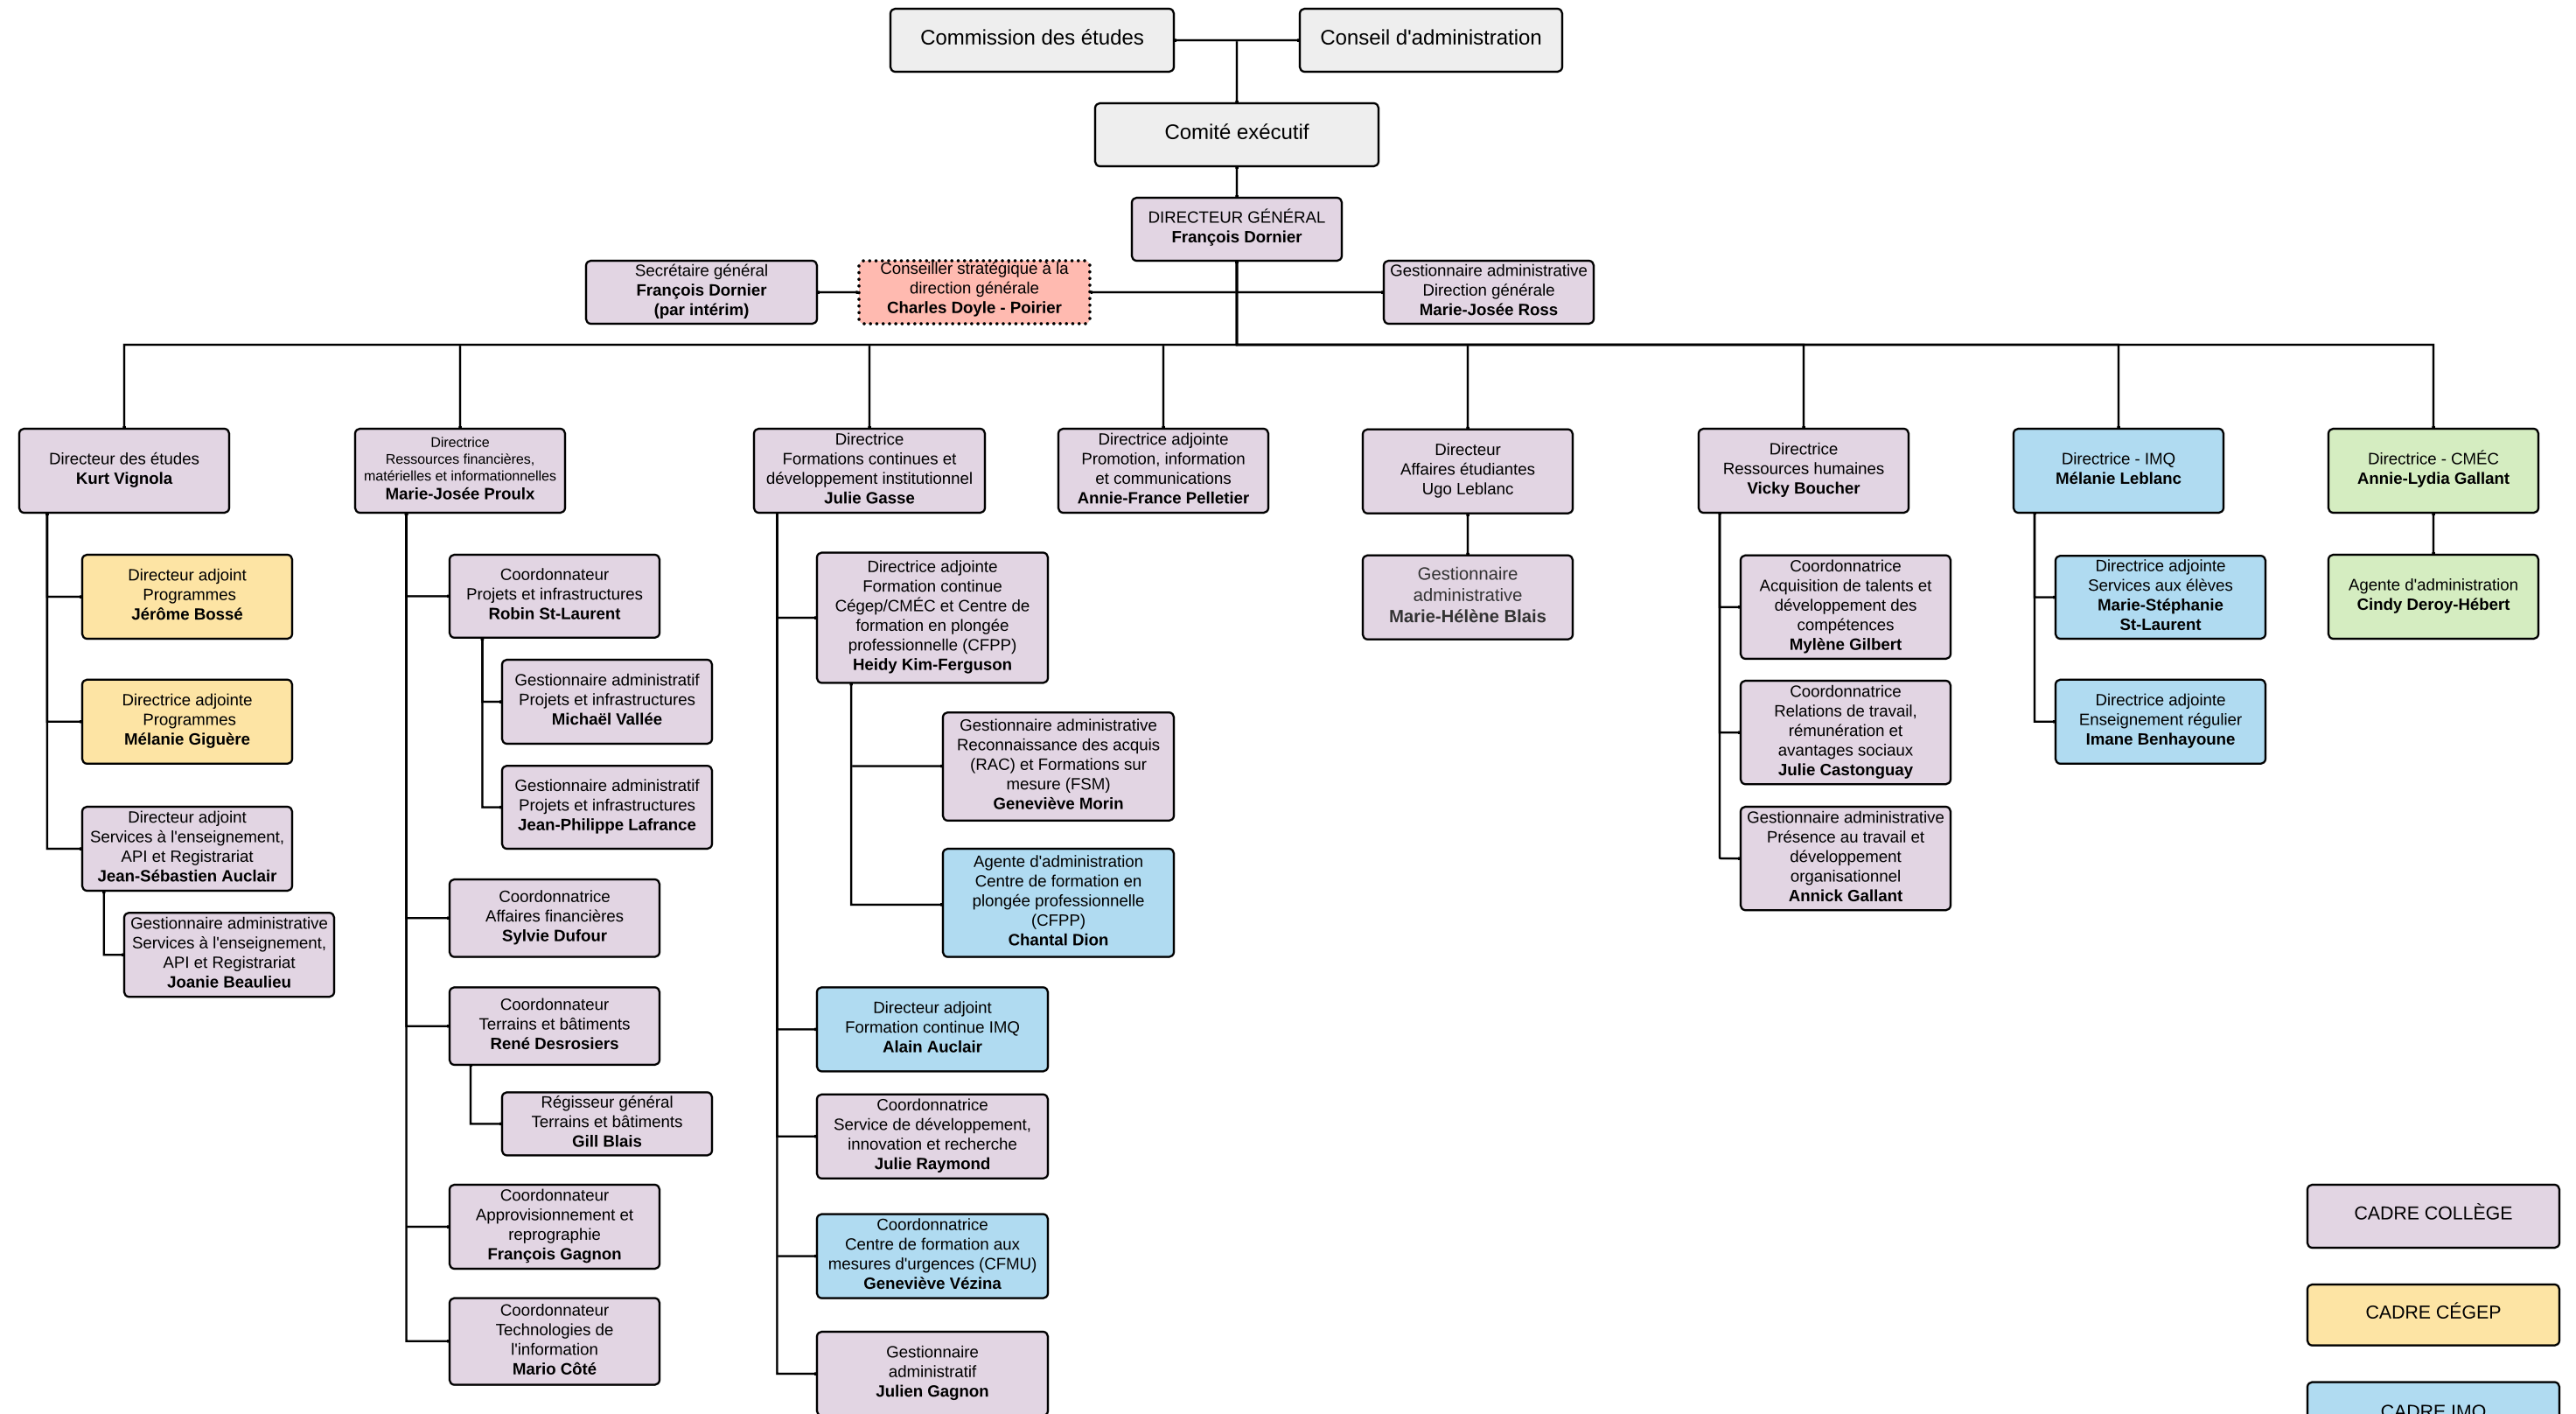 Commission des études
Conseil d'administration
Comité exécutif
DIRECTEUR GÉNÉRAL
François Dornier
Secrétaire général
François Dornier
(par intérim)
Conseiller stratégique à la
direction générale
Charles Doyle - Poirier
Gestionnaire administrative
Direction générale
Marie-Josée Ross
Directeur des études
Kurt Vignola
Directeur adjoint
Programmes
Jérôme Bossé
Directrice adjointe
Programmes
Mélanie Giguère
Directeur adjoint
Services à l'enseignement,
API et Registrariat
Jean-Sébastien Auclair
Gestionnaire administrative
Services à l'enseignement,
API et Registrariat
Joanie Beaulieu
Directrice
Ressources financières,
matérielles et informationnelles
Marie-Josée Proulx
Coordonnateur
Projets et infrastructures
Robin St-Laurent
Gestionnaire administratif
Projets et infrastructures
Michaël Vallée
Gestionnaire administratif
Projets et infrastructures
Jean-Philippe Lafrance
Coordonnatrice
Affaires financières
Sylvie Dufour
Coordonnateur
Terrains et bâtiments
René Desrosiers
Régisseur général
Terrains et bâtiments
Gill Blais
Coordonnateur
Approvisionnement et
reprographie
François Gagnon
Coordonnateur
Technologies de
l'information
Mario Côté
Directrice
Formations continues et
développement institutionnel
Julie Gasse
Directrice adjointe
Formation continue
Cégep/CMÉC et Centre de
formation en plongée
professionnelle (CFPP)
Heidy Kim-Ferguson
Gestionnaire administrative
Reconnaissance des acquis
(RAC) et Formations sur
mesure (FSM)
Geneviève Morin
Agente d'administration
Centre de formation en
plongée professionnelle
(CFPP)
Chantal Dion
Directeur adjoint
Formation continue IMQ
Alain Auclair
Coordonnatrice
Service de développement,
innovation et recherche
Julie Raymond
Coordonnatrice
Centre de formation aux
mesures d'urgences (CFMU)
Geneviève Vézina
Gestionnaire
administratif
Julien Gagnon
Directrice adjointe
Promotion, information
et communications
Annie-France Pelletier
Directeur
Affaires étudiantes
Ugo Leblanc
Gestionnaire
administrative
Marie-Hélène Blais
Directrice
Ressources humaines
Vicky Boucher
Coordonnatrice
Acquisition de talents et
développement des
compétences
Mylène Gilbert
Coordonnatrice
Relations de travail,
rémunération et
avantages sociaux
Julie Castonguay
Gestionnaire administrative
Présence au travail et
développement
organisationnel
Annick Gallant
Directrice - IMQ
Mélanie Leblanc
Directrice adjointe
Services aux élèves
Marie-Stéphanie
St-Laurent
Directrice adjointe
Enseignement régulier
Imane Benhayoune
Directrice - CMÉC
Annie-Lydia Gallant
Agente d'administration
Cindy Deroy-Hébert
CADRE COLLÈGE
CADRE CÉGEP
CADRE IMQ